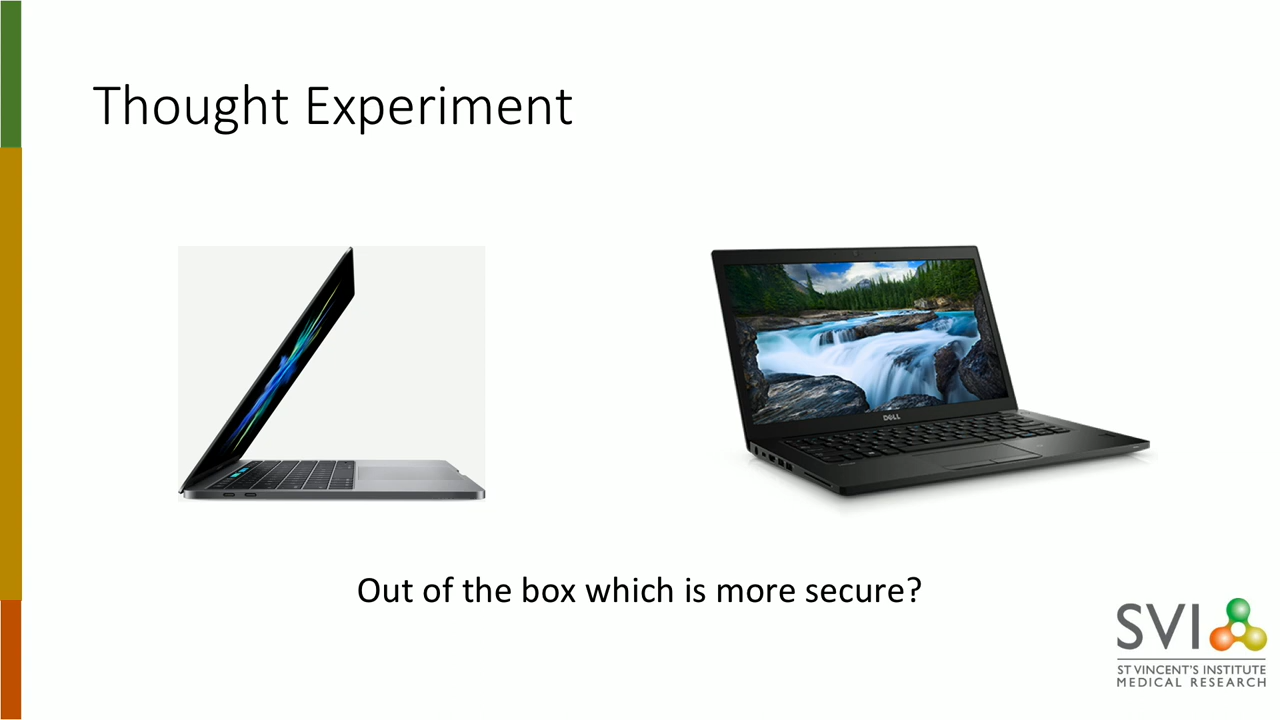 Thought Experiment
DELL
Out of the box which is more secure?
SVI
ST VINCENT'S INSTITUTE
MEDICAL RESEARCH